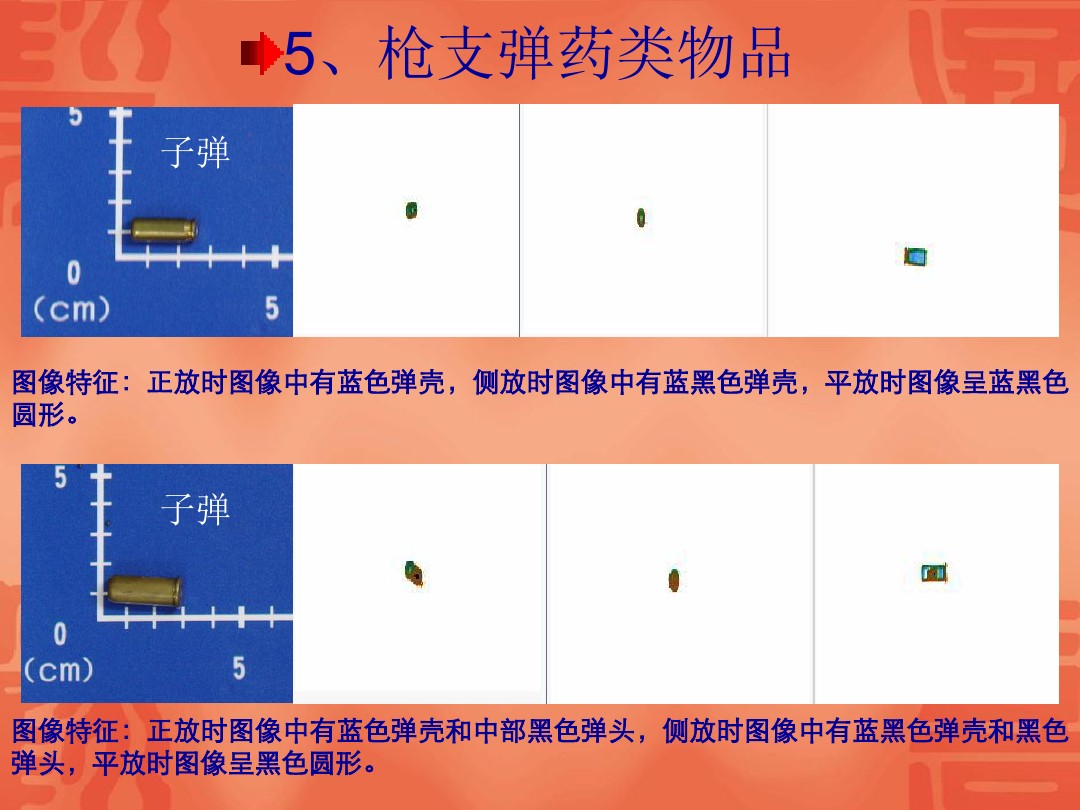 5、枪支弹药类物品
5
子弹
0
(cm)
5
图像特征：正放时图像中有蓝色弹壳，侧放时图像中有蓝黑色弹壳，平放时图像呈蓝黑色
圆形。
5
子弹
0
(cm)
5
图像特征：正放时图像中有蓝色弹壳和中部黑色弹头，侧放时图像中有蓝黑色弹壳和黑色
弹头，平放时图像呈黑色圆形。